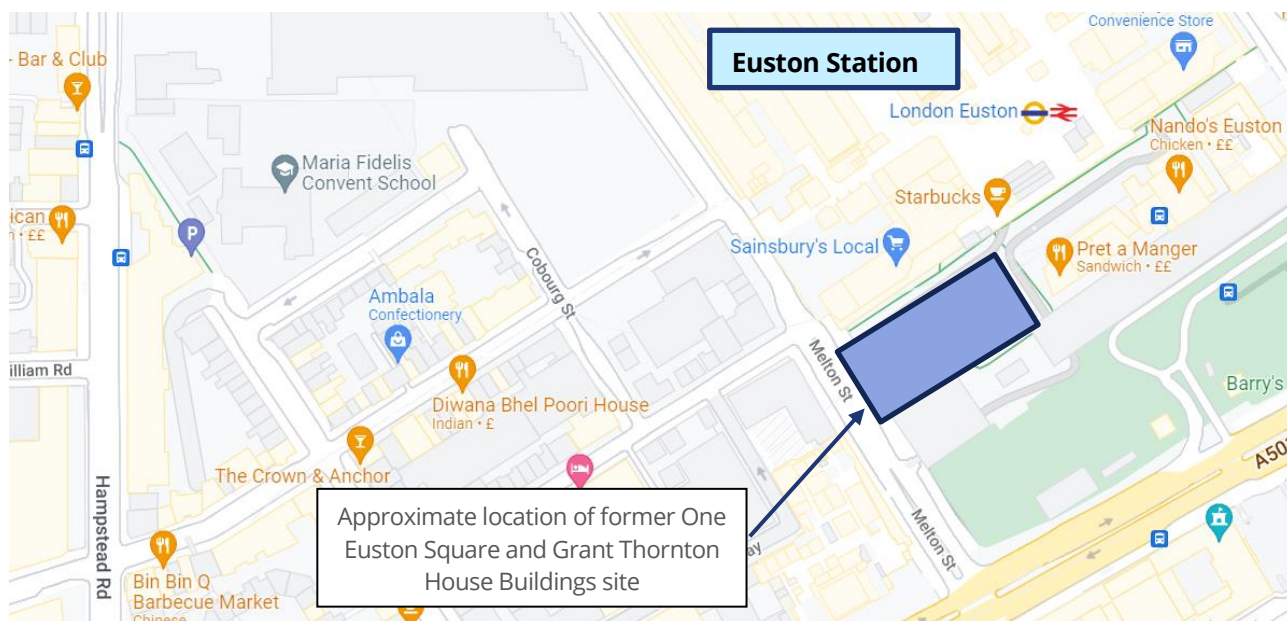 Convenience Store
- Bar & Club
Euston Station
London Euston
Nando's Euston
Chicken • ££
Maria Fidelis
Convent School
Starbucks
ican
• ££
P
Sainsbury's Local
Pret a Manger
Sandwich • ££
Cobourg St
Ambala
Confectionery
illiam Rd
Melton St
Barry's
Diwana Bhel Poori House
Indian • £
The Crown & Anchor
A50
Hampstead Rd
Approximate location of former One
Euston Square and Grant Thornton
House Buildings site
ay
Melton St
Bin Bin Q
Barbecue Market
Chinese